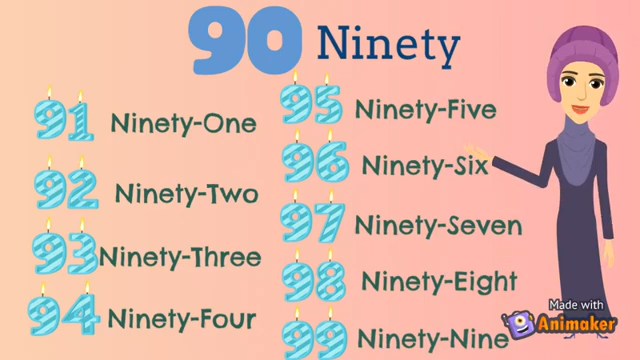 90 Ninety
91 Ninety-One
92 Ninety-Two
93 Ninety-Three
94 Ninety-Four
95 Ninety-Five
96 Ninety-Six
97 Ninety-Seven
98 Ninety-Eight
99 Ninety-Nine
Made with
Animaker